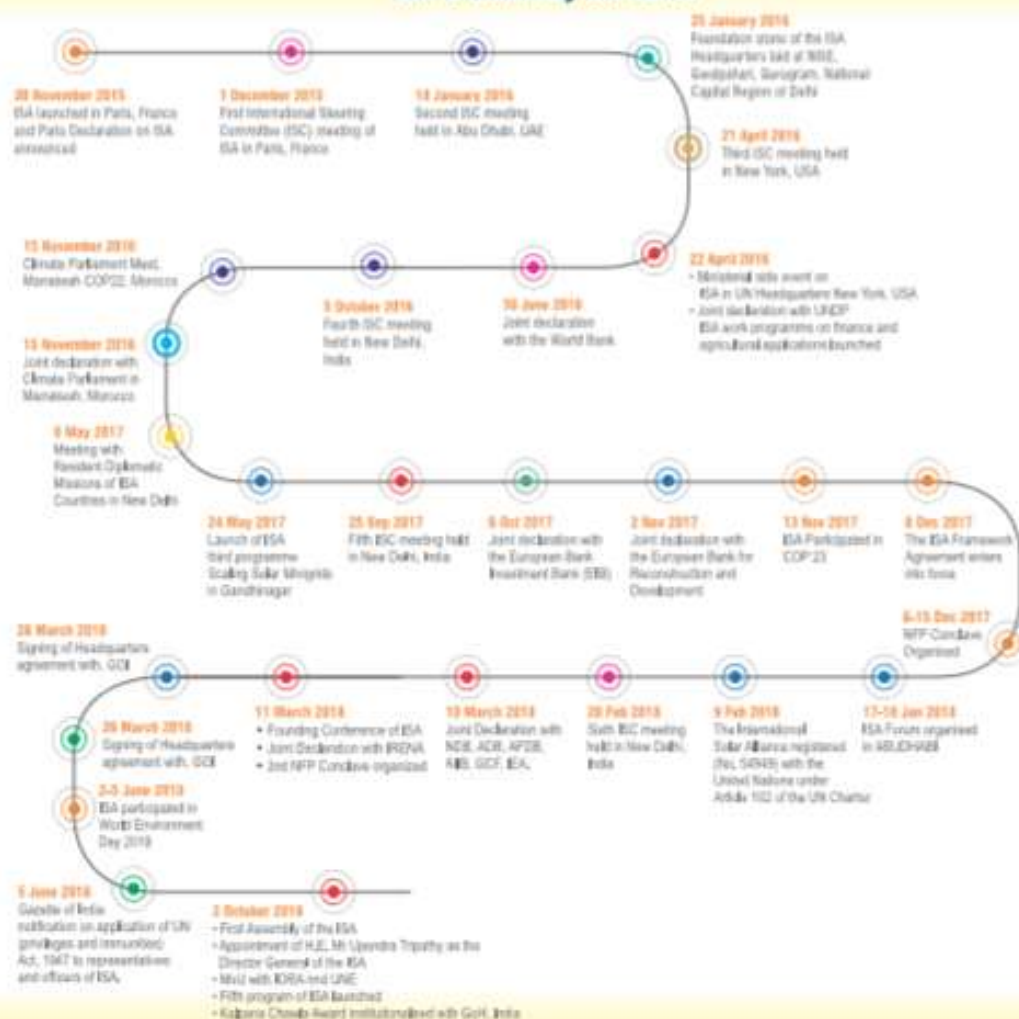 30 November 2015
ISA launched in Paris, France
and Paris Declaration on ISA
announced
1 December 2015
First International Steering
Committee (ISC) meeting of
ISA in Paris, France
18 January 2016
Second ISC meeting
held in Abu Dhabi, UAE
25 January 2016
Foundation stone of the ISA
Headquarters laid at NISE,
Gwalpahari, Gurugram, National
Capital Region of Delhi
21 April 2016
Third ISC meeting held
in New York, USA
22 April 2016
• Ministerial side event on
ISA in UN Headquarters New York, USA
• Joint declaration with UNDP
ISA work programme on finance and
agricultural applications launched
30 June 2016
Joint declaration
with the World Bank
5 October 2016
Fourth ISC meeting
held in New Delhi,
India
15 November 2016
Climate Parliament Meet,
Marrakesh COP22, Morocco
15 November 2016
Joint declaration with
Climate Parliament in
Marrakesh, Morocco
6 May 2017
Meeting with
Resident Diplomatic
Missions of ISA
Countries in New Delhi
24 May 2017
Launch of ISA
third programme
Scaling Solar Minigrids
in Gandhinagar
25 Sep 2017
Fifth ISC meeting held
in New Delhi, India
6 Oct 2017
Joint declaration with
the European Bank
Investment Bank (EIB)
2 Nov 2017
Joint declaration with
the European Bank for
Reconstruction and
Development
13 Nov 2017
ISA Participated in
COP 23
6 Dec 2017
The ISA Framework
Agreement enters
into force
6-15 Dec 2017
NFP Conclave
Organised
17-18 Jan 2018
ISA Forum organised
in ABUDHABI
9 Feb 2018
The International
Solar Alliance registered
(No. 54949) with the
United Nations under
Article 102 of the UN Charter
20 Feb 2018
Sixth ISC meeting
held in New Delhi,
India
10 March 2018
Joint Declaration with
NDB, ADB, AFDB,
AIIB, GCF, IEA,
11 March 2018
• Founding Conference of ISA
• Joint Declaration with IRENA
• 2nd NFP Conclave organized
26 March 2018
Signing of Headquarters
agreement with, GOI
26 March 2018
Signing of Headquarters
agreement with, GOI
2-5 June 2018
ISA participated in
World Environment
Day 2018
5 June 2018
Gazette of India
notification on application of UN
(privileges and immunities)
Act, 1947 to representatives
and officers of ISA.
October 2018
• First Assembly of the ISA
• Appointment of H.E. Mr Upendra Tripathy as the
Director General of the ISA
• MoU with IORA and
• Fifth program of ISA launched
• Kalpana Chawla Award institutionalised with GoH, India